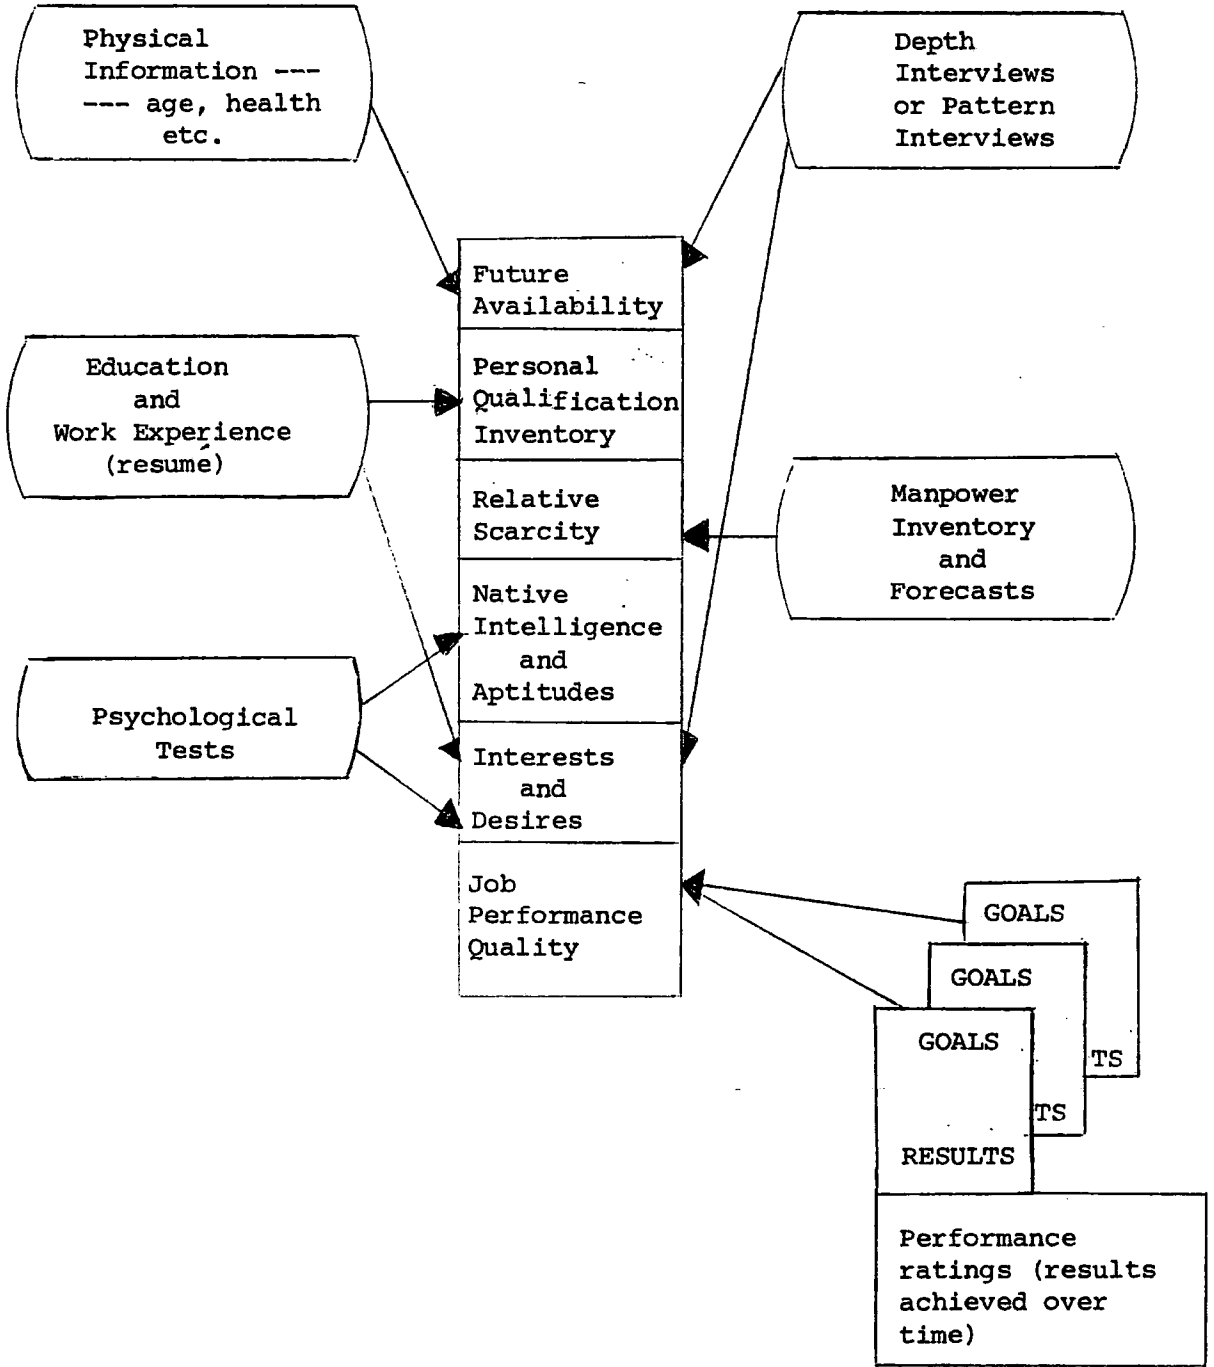 Physical
Information ---
--- age, health
etc.
Depth
Interviews
or Pattern
Interviews
Future
Availability
Personal
Qualification
Inventory
Relative
Scarcity
Native
Intelligence
and
Aptitudes
Interests
and
Desires
Job
Performance
Quality
Education
and
Work Experience
(resumé)
Psychological
Tests
Manpower
Inventory
and
Forecasts
GOALS
TS
GOALS
TS
GOALS
RESULTS
Performance
ratings (results
achieved over
time)